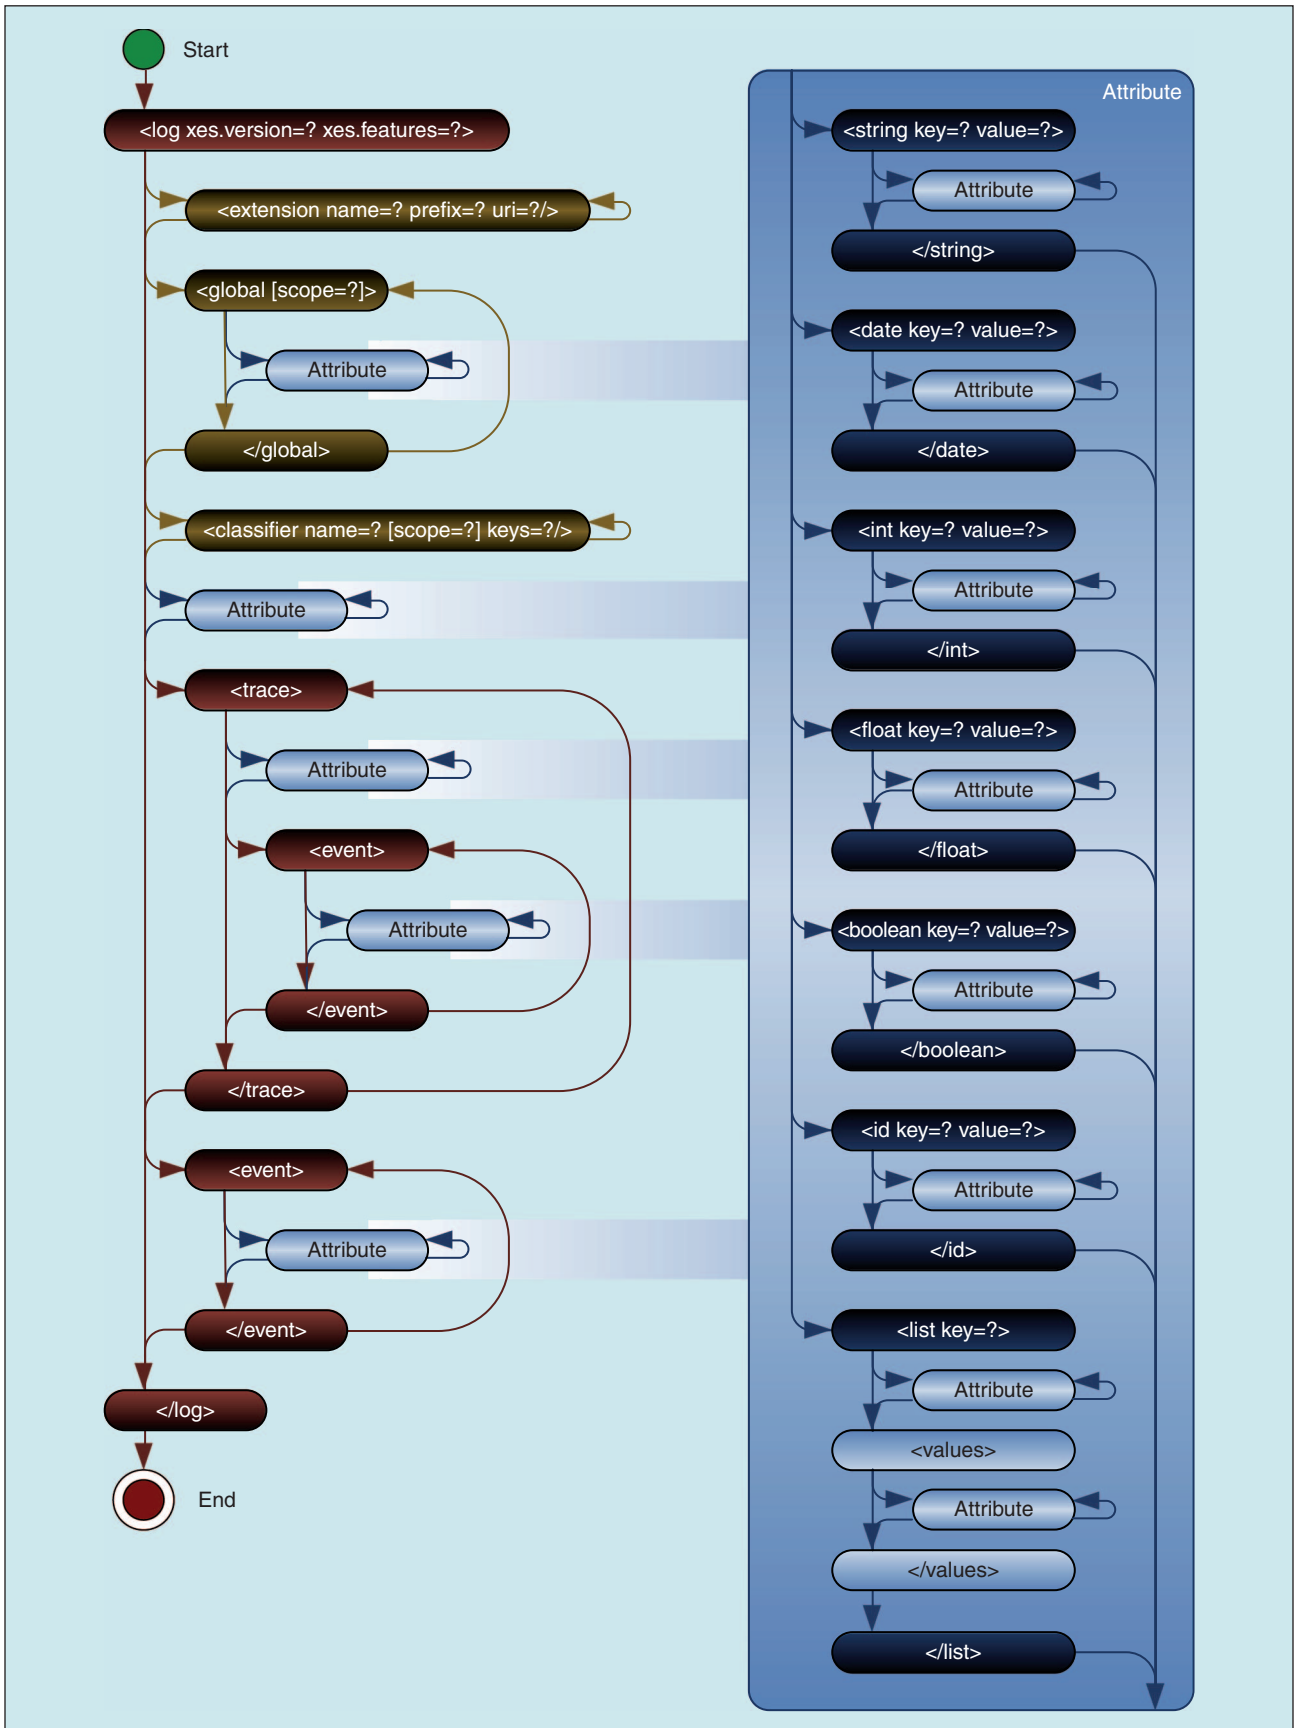 Start
<log xes.version=? xes.features=?>
<extension name=? prefix=? uri=?/>
<global [scope=?]>
Attribute
</global>
<classifier name=? [scope=?] keys=?/>
Attribute
<trace>
Attribute
<event>
Attribute
</event>
</trace>
<event>
Attribute
</event>
</log>
End
Attribute
<string key=? value=?>
Attribute
</string>
<date key=? value=?>
Attribute
</date>
<int key=? value=?>
Attribute
</int>
<float key=? value=?>
Attribute
</float>
<boolean key=? value=?>
Attribute
</boolean>
<id key=? value=?>
Attribute
</id>
<list key=?>
Attribute
<values>
Attribute
</values>
</list>